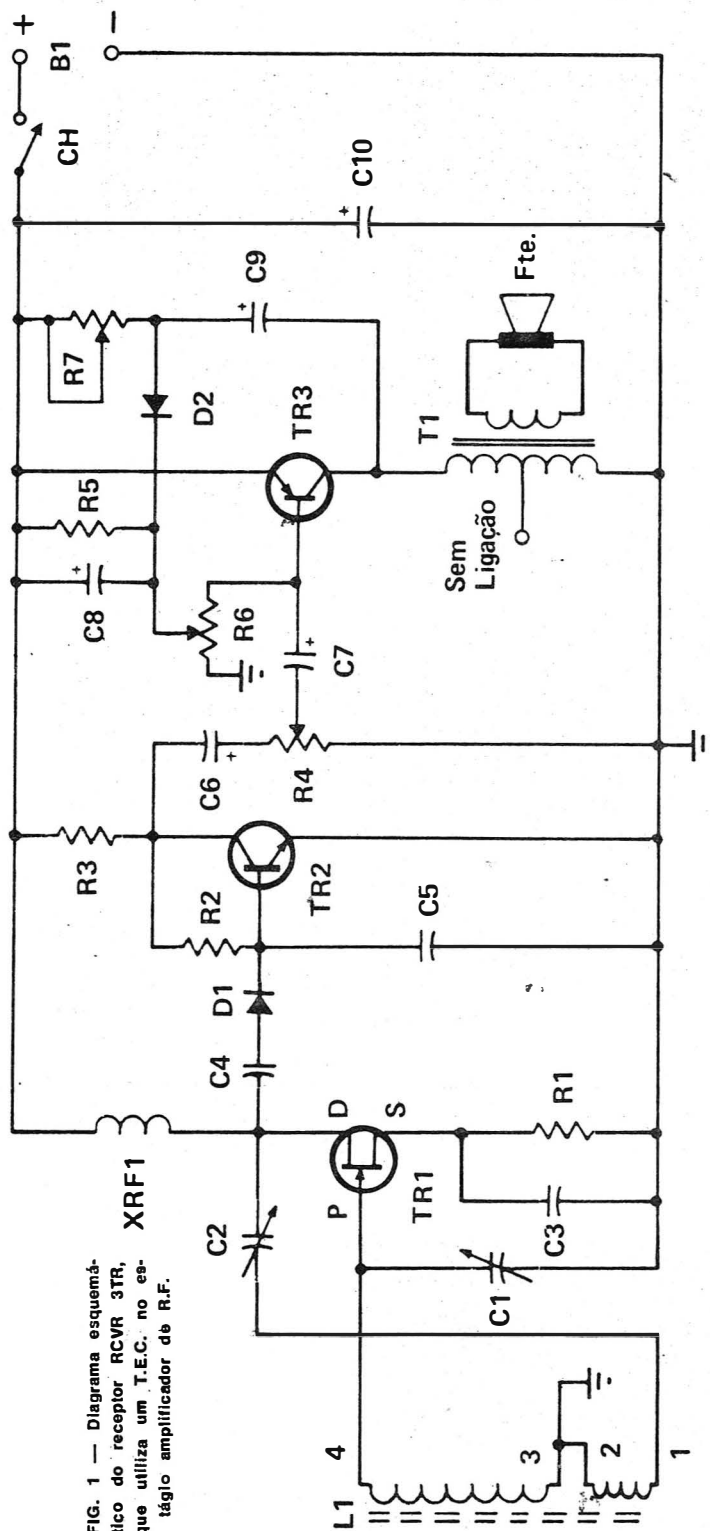 FIG. 1 — Diagrama esquemá-
tico do receptor RCVR 3TR,
que utiliza um T.E.C. no es-
tágio amplificador de R.F.
L1
4
3
2
1
XRF1
C2
P
D
S
TR1
C1
C3
R1
C4
D1
R2
R3
TR2
C5
C6
+
R4
C7
+
R6
C8
+
R5
D2
R7
TR3
C9
+
T1
Sem
Ligação
Fte.
C10
+
CH
B1
+
−